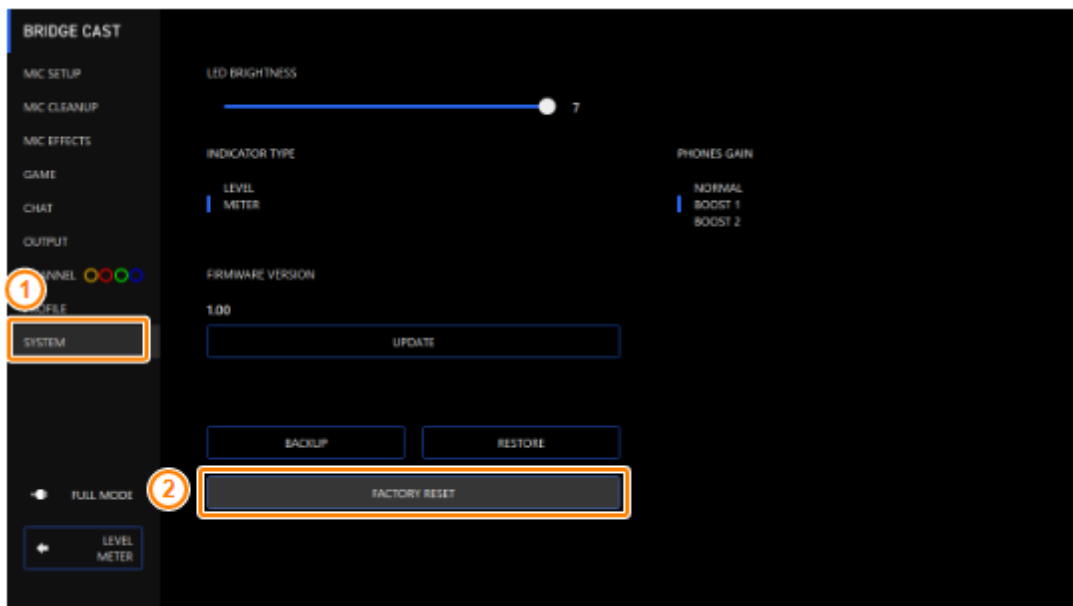 BRIDGE CAST
MIC SETUP
MIC CLEANUP
MIC EFFECTS
GAME
CHAT
OUTPUT
1
PROFILE
SYSTEM
FULL MODE
LEVEL
METER
LED BRIGHTNESS
7
INDICATOR TYPE
LEVEL
METER
PHONES GAIN
NORMAL
BOOST 1
BOOST 2
FIRMWARE VERSION
1.00
UPDATE
BACKUP
RESTORE
2
FACTORY RESET